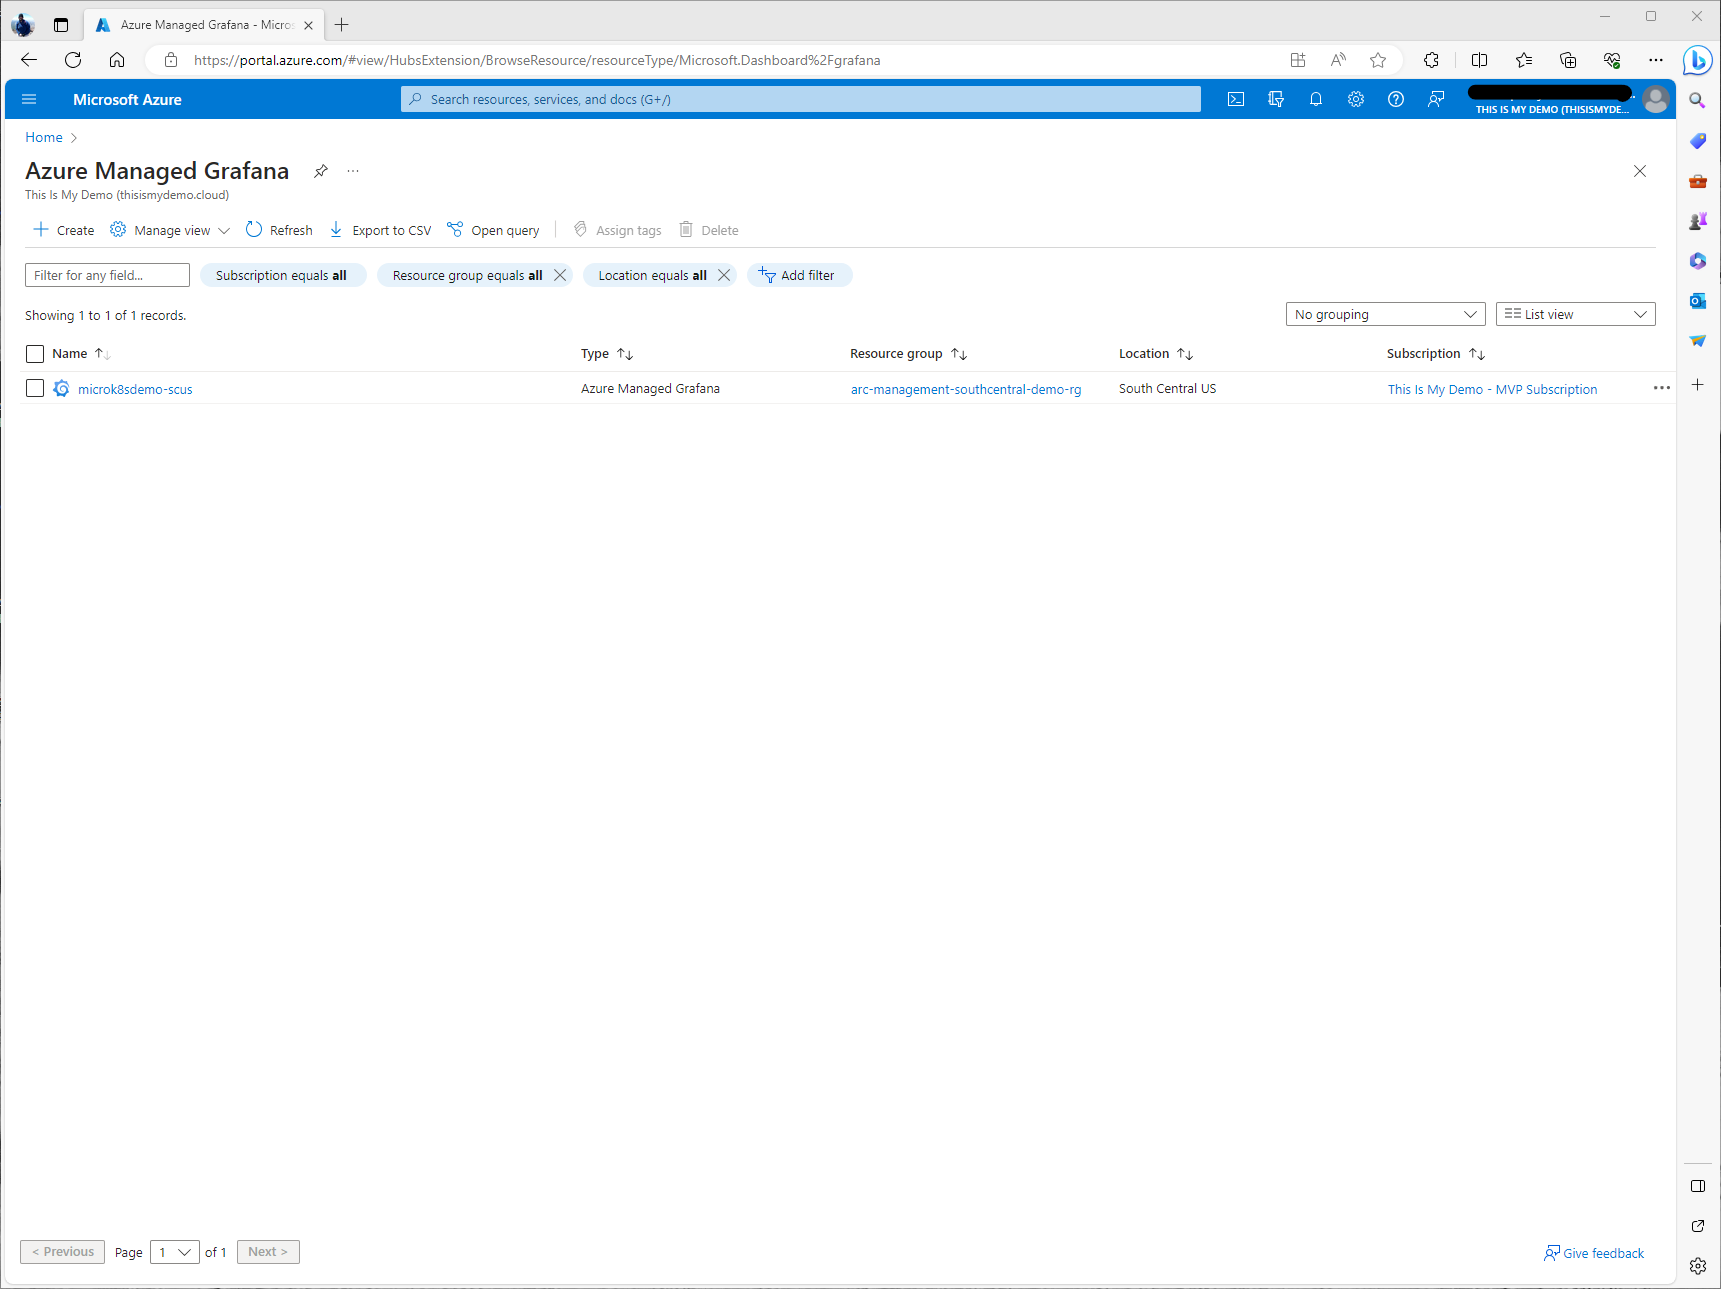 Azure Managed Grafana - Micros
https://portal.azure.com/#view/HubsExtension/BrowseResource/resourceType/Microsoft.Dashboard%2Fgrafana
Microsoft Azure
Search resources, services, and docs (G+/)
THIS IS MY DEMO (THISISMYDE...
Home
Azure Managed Grafana
This Is My Demo (thisismydemo.cloud)
Create Manage view Refresh Export to CSV Open query Assign tags Delete
Filter for any field... Subscription equals all Resource group equals all Location equals all Add filter
Showing 1 to 1 of 1 records. No grouping List view
Name Type Resource group Location Subscription
microk8sdemo-scus Azure Managed Grafana arc-management-southcentral-demo-rg South Central US This Is My Demo - MVP Subscription
< Previous Page 1 of 1 Next > Give feedback